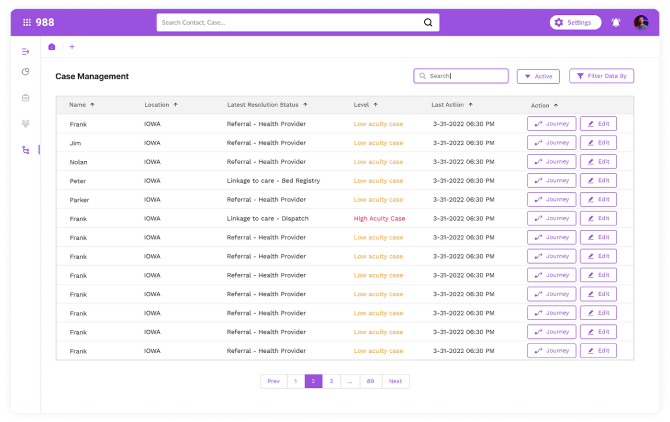 988
Search Contact, Case...
Settings
Case Management
Search
Active
Filter Data By
Name Location Latest Resolution Status Level Last Action Action
Frank IOWA Referral - Health Provider Low acuity case 3-31-2022 06:30 PM Journey Edit
Jim IOWA Referral - Health Provider Low acuity case 3-31-2022 06:30 PM Journey Edit
Nolan IOWA Referral - Health Provider Low acuity case 3-31-2022 06:30 PM Journey Edit
Peter IOWA Linkage to care - Bed Registry Low acuity case 3-31-2022 06:30 PM Journey Edit
Parker IOWA Referral - Health Provider Low acuity case 3-31-2022 06:30 PM Journey Edit
Frank IOWA Linkage to care - Dispatch High Acuity Case 3-31-2022 06:30 PM Journey Edit
Frank IOWA Referral - Health Provider Low acuity case 3-31-2022 06:30 PM Journey Edit
Frank IOWA Referral - Health Provider Low acuity case 3-31-2022 06:30 PM Journey Edit
Frank IOWA Referral - Health Provider Low acuity case 3-31-2022 06:30 PM Journey Edit
Frank IOWA Referral - Health Provider Low acuity case 3-31-2022 06:30 PM Journey Edit
Frank IOWA Referral - Health Provider Low acuity case 3-31-2022 06:30 PM Journey Edit
Frank IOWA Referral - Health Provider Low acuity case 3-31-2022 06:30 PM Journey Edit
Frank IOWA Referral - Health Provider Low acuity case 3-31-2022 06:30 PM Journey Edit
Prev 1 2 3 ... 89 Next